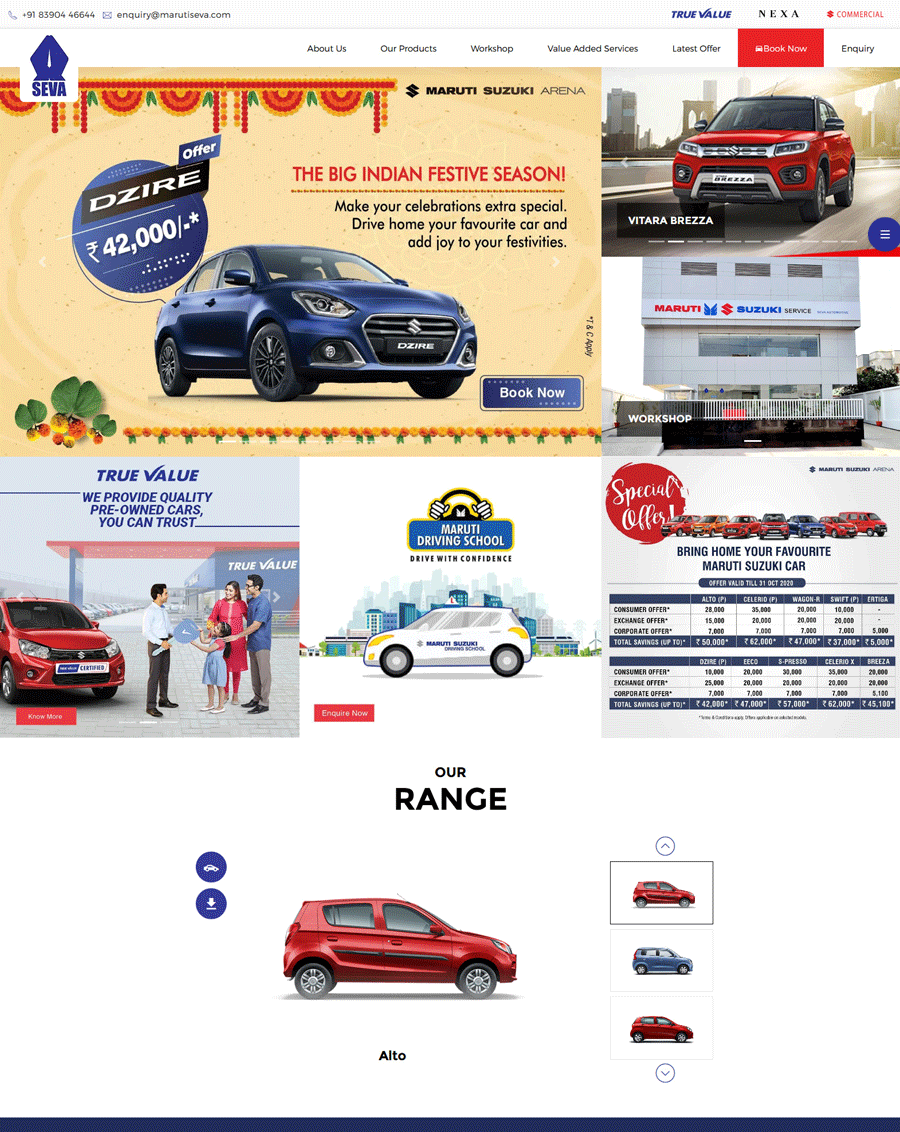 +91 83904 46644 enquiry@marutiseva.com
TRUE VALUE NEXA COMMERCIAL
SEVA
About Us Our Products Workshop Value Added Services Latest Offer Book Now Enquiry
MARUTI SUZUKI ARENA
Offer
DZIRE
₹ 42,000/-*
THE BIG INDIAN FESTIVE SEASON!
Make your celebrations extra special.
Drive home your favourite car and
add joy to your festivities.
DZIRE
*T & C Apply
Book Now
BREZZA
VITARA BREZZA
MARUTI SUZUKI SERVICE
WORKSHOP
TRUE VALUE
WE PROVIDE QUALITY
PRE-OWNED CARS,
YOU CAN TRUST
TRUE VALUE
TRUE VALUE CERTIFIED
Know More
MARUTI
DRIVING SCHOOL
DRIVE WITH CONFIDENCE
MARUTI SUZUKI
DRIVING SCHOOL
Enquire Now
MARUTI SUZUKI ARENA
Special
Offer!
BRING HOME YOUR FAVOURITE
MARUTI SUZUKI CAR
OFFER VALID TILL 31 OCT 2020
ALTO (P) CELERIO (P) WAGON-R SWIFT (P) ERTIGA
CONSUMER OFFER* 28,000 35,000 20,000 10,000 -
EXCHANGE OFFER* 15,000 20,000 20,000 20,000 -
CORPORATE OFFER* 7,000 7,000 7,000 7,000 5,000
TOTAL SAVINGS (UP TO)* ₹ 50,000* ₹ 62,000* ₹ 47,000* ₹ 37,000* ₹ 5,000
DZIRE (P) EECO S-PRESSO CELERIO X BREEZA
CONSUMER OFFER* 10,000 20,000 30,000 35,000 20,000
EXCHANGE OFFER* 25,000 20,000 20,000 20,000 20,000
CORPORATE OFFER* 7,000 7,000 7,000 7,000 5,100
TOTAL SAVINGS (UP TO)* ₹ 42,000* ₹ 47,000* ₹ 57,000* ₹ 62,000* ₹ 45,100*
*Terms & Conditions apply. Offers applicable on selected models.
OUR
RANGE
Alto